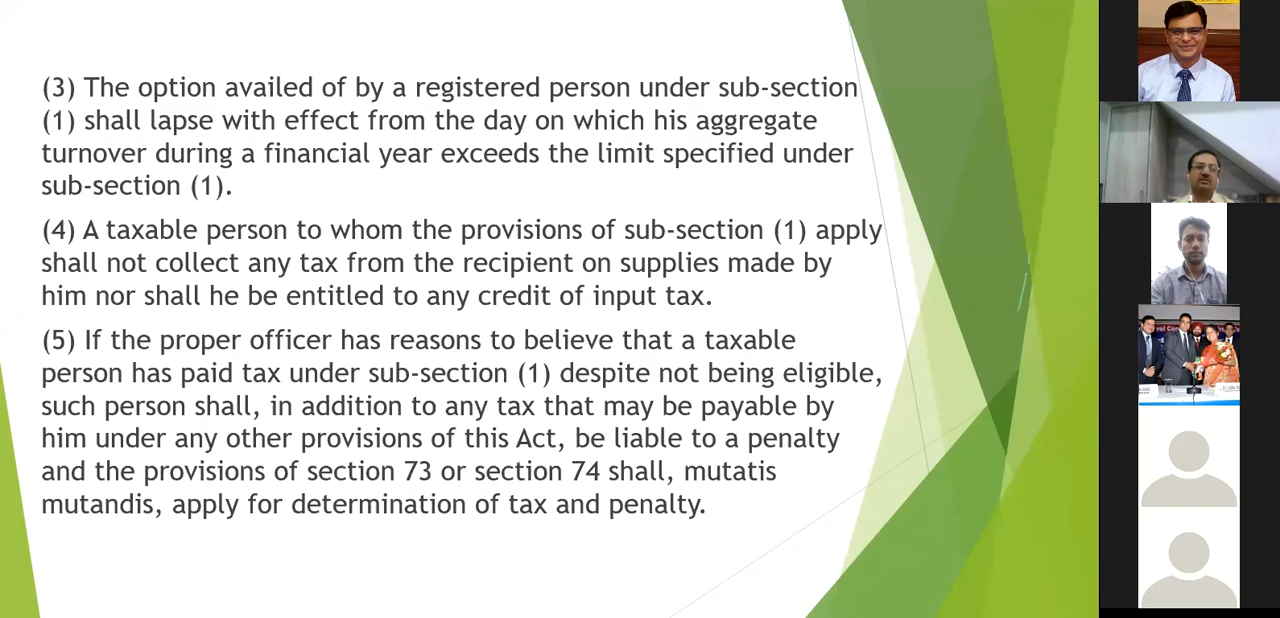 (3) The option availed of by a registered person under sub-section
(1) shall lapse with effect from the day on which his aggregate
turnover during a financial year exceeds the limit specified under
sub-section (1).
(4) A taxable person to whom the provisions of sub-section (1) apply
shall not collect any tax from the recipient on supplies made by
him nor shall he be entitled to any credit of input tax.
(5) If the proper officer has reasons to believe that a taxable
person has paid tax under sub-section (1) despite not being eligible,
such person shall, in addition to any tax that may be payable by
him under any other provisions of this Act, be liable to a penalty
and the provisions of section 73 or section 74 shall, mutatis
mutandis, apply for determination of tax and penalty.